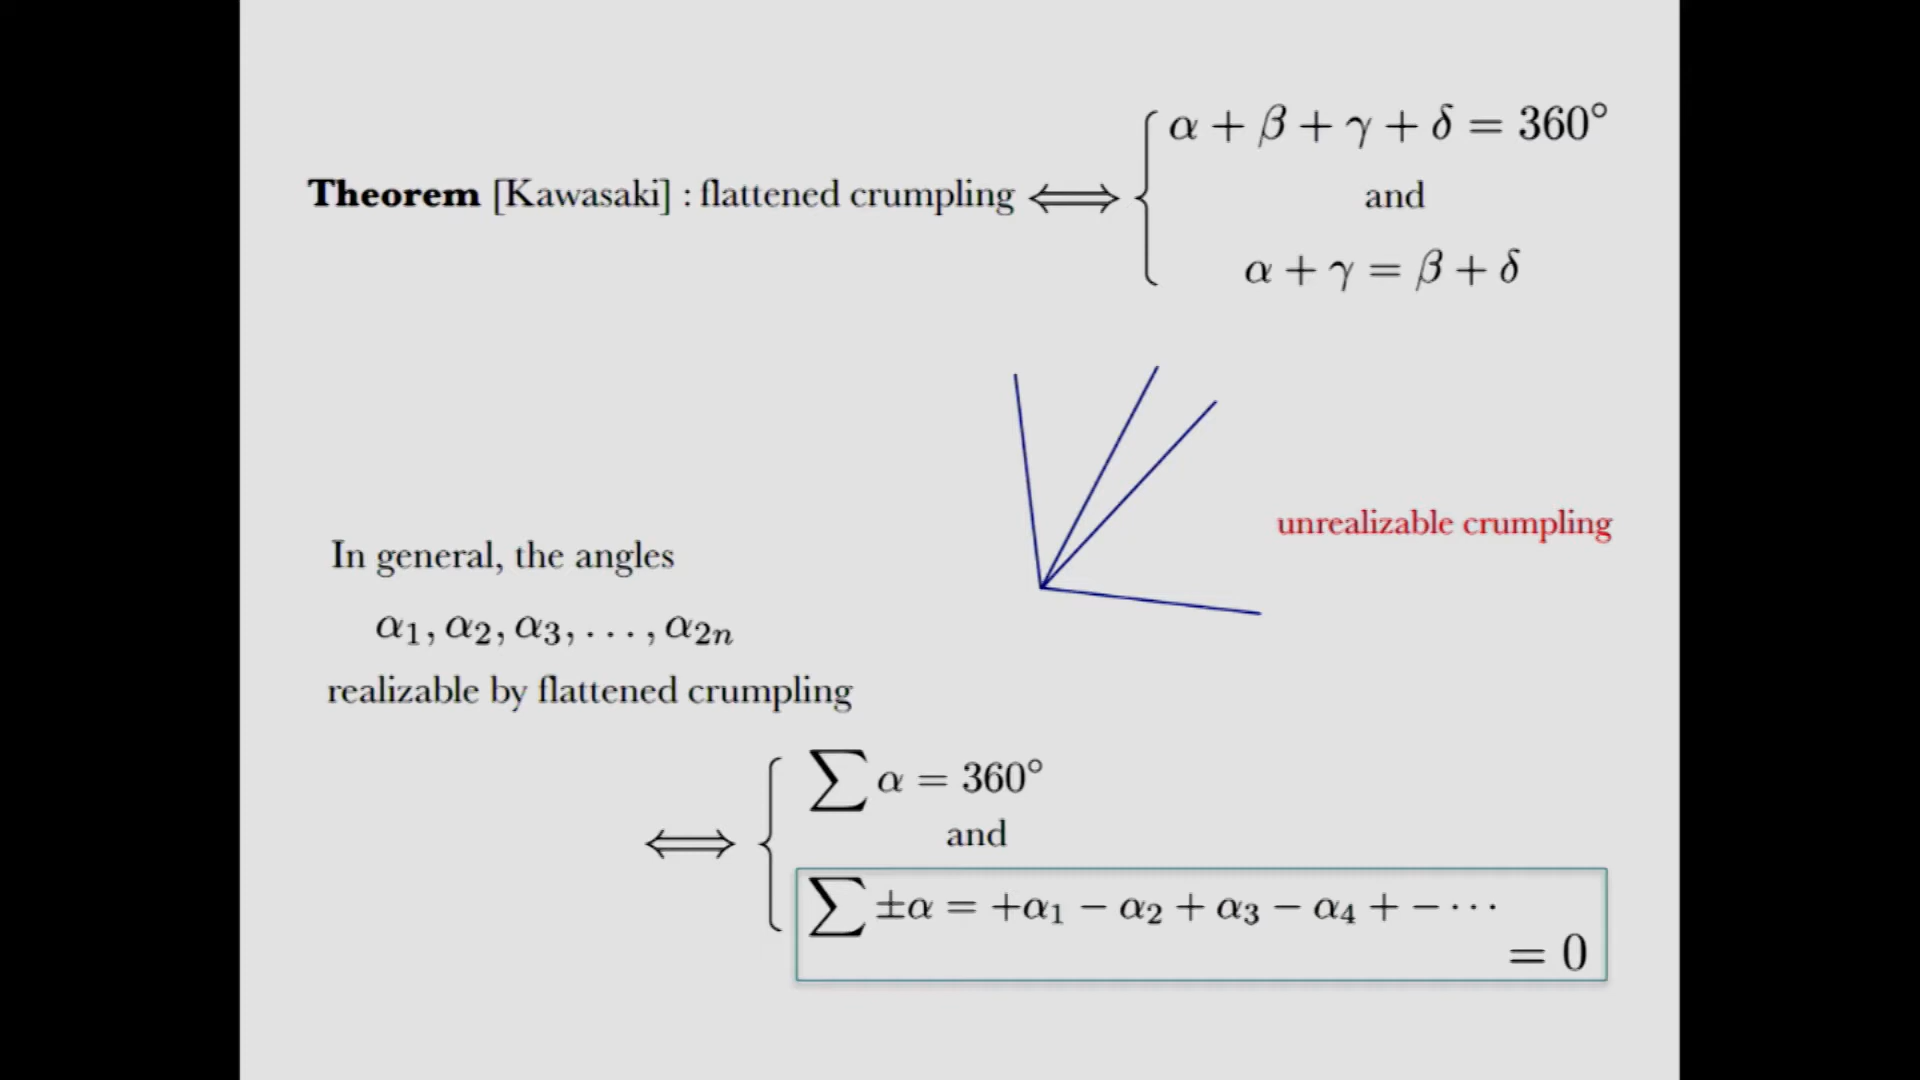 α + β + γ + δ = 360°
Theorem [Kawasaki] : flattened crumpling ⟺ { and
α + γ = β + δ
unrealizable crumpling
In general, the angles
α₁, α₂, α₃, . . . , α₂ₙ
realizable by flattened crumpling
∑ α = 360°
⟺ { and
∑ ±α = +α₁ − α₂ + α₃ − α₄ + − · · ·
= 0